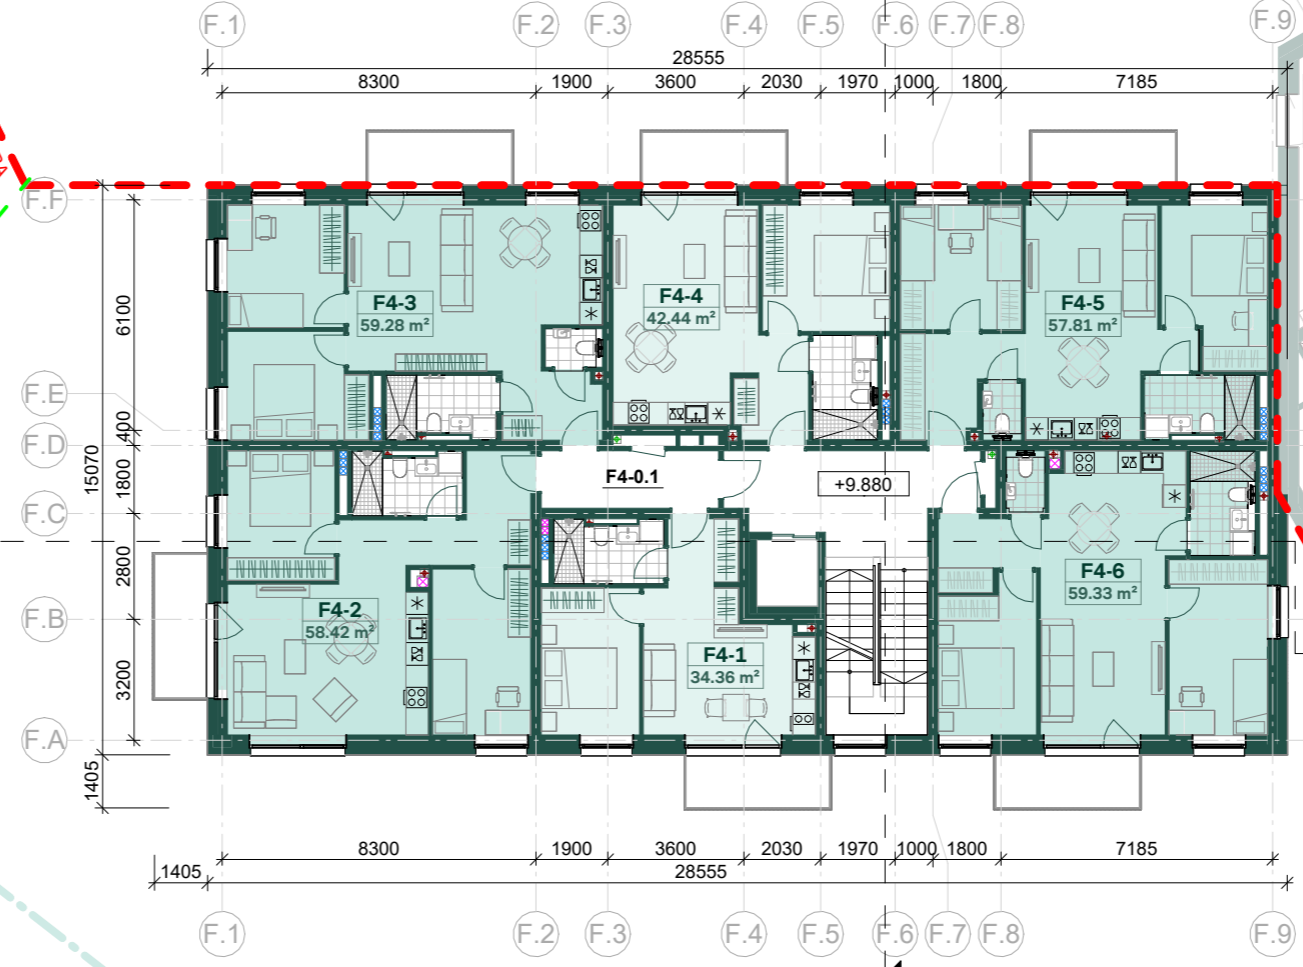 F.1 F.2 F.3 F.4 F.5 F.6 F.7 F.8 F.9
28555
8300 1900 3600 2030 1970 1000 1800 7185
F.F
F.E
F.D
F.C
F.B
F.A
15070
6100
400
1800
2800
3200
1405
F4-3
59.28 m²
F4-4
42.44 m²
F4-5
57.81 m²
F4-0.1
+9.880
F4-2
58.42 m²
F4-1
34.36 m²
F4-6
59.33 m²
8300 1900 3600 2030 1970 1000 1800 7185
1405 28555
F.1 F.2 F.3 F.4 F.5 F.6 F.7 F.8 F.9